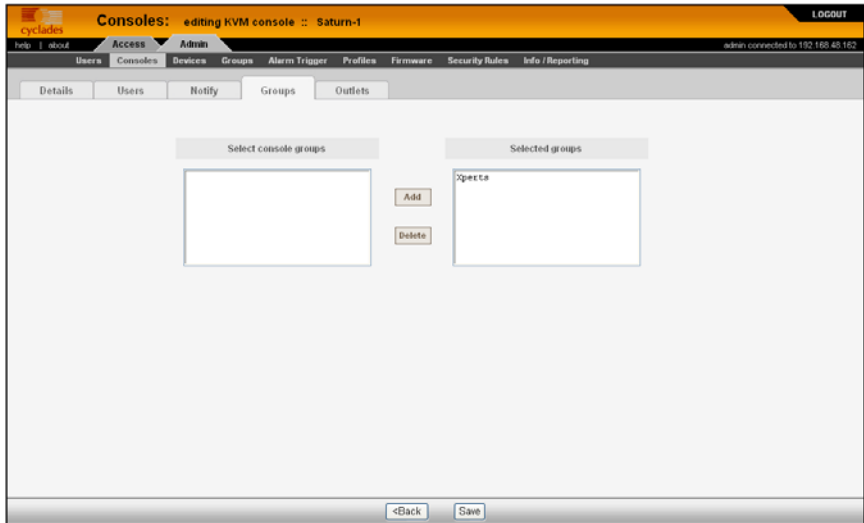 cyclades
Consoles: editing KVM console :: Saturn-1
LOGOUT
help | about
Access
Admin
admin connected to 192.168.48.162
Users Consoles Devices Groups Alarm Trigger Profiles Firmware Security Rules Info / Reporting
Details Users Notify Groups Outlets
Select console groups
Selected groups
Xperts
Add
Delete
<Back
Save